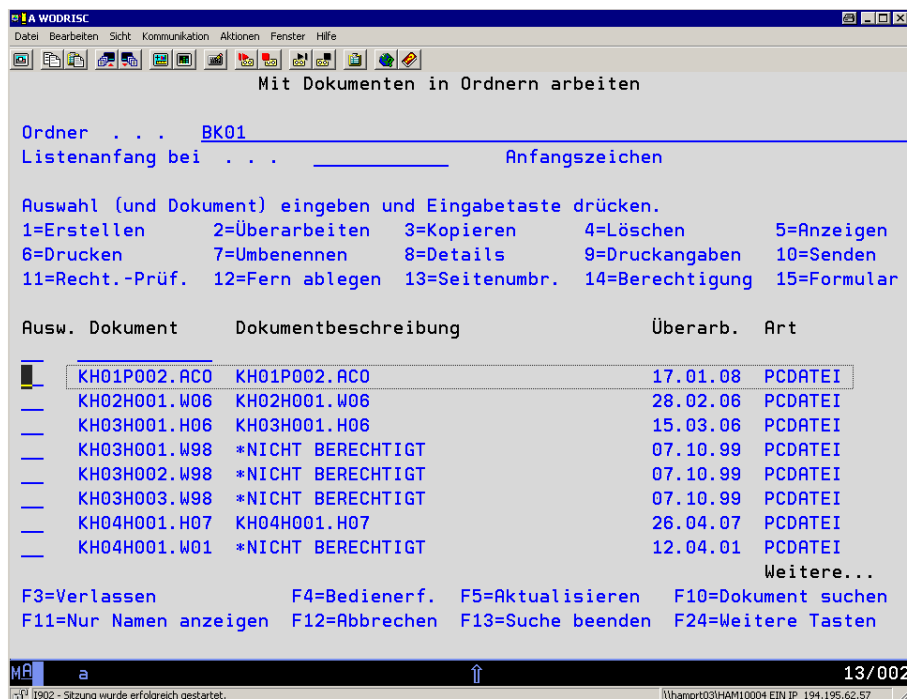 A WODRISC
Datei Bearbeiten Sicht Kommunikation Aktionen Fenster Hilfe
Mit Dokumenten in Ordnern arbeiten
Ordner . . . BK01
Listenanfang bei . . . Anfangszeichen
Auswahl (und Dokument) eingeben und Eingabetaste drücken.
1=Erstellen 2=Überarbeiten 3=Kopieren 4=Löschen 5=Anzeigen
6=Drucken 7=Umbenennen 8=Details 9=Druckangaben 10=Senden
11=Recht.-Prüf. 12=Fern ablegen 13=Seitenumbr. 14=Berechtigung 15=Formular
Ausw. Dokument Dokumentbeschreibung Überarb. Art
KH01P002.ACO KH01P002.ACO 17.01.08 PCDATEI
KH02H001.W06 KH02H001.W06 28.02.06 PCDATEI
KH03H001.H06 KH03H001.H06 15.03.06 PCDATEI
KH03H001.W98 *NICHT BERECHTIGT 07.10.99 PCDATEI
KH03H002.W98 *NICHT BERECHTIGT 07.10.99 PCDATEI
KH03H003.W98 *NICHT BERECHTIGT 07.10.99 PCDATEI
KH04H001.H07 KH04H001.H07 26.04.07 PCDATEI
KH04H001.W01 *NICHT BERECHTIGT 12.04.01 PCDATEI
Weitere...
F3=Verlassen F4=Bedienerf. F5=Aktualisieren F10=Dokument suchen
F11=Nur Namen anzeigen F12=Abbrechen F13=Suche beenden F24=Weitere Tasten
MA a 13/002
I902 - Sitzung wurde erfolgreich gestartet. \\hamprt03\HAM10004 EIN IP 194.195.62.57